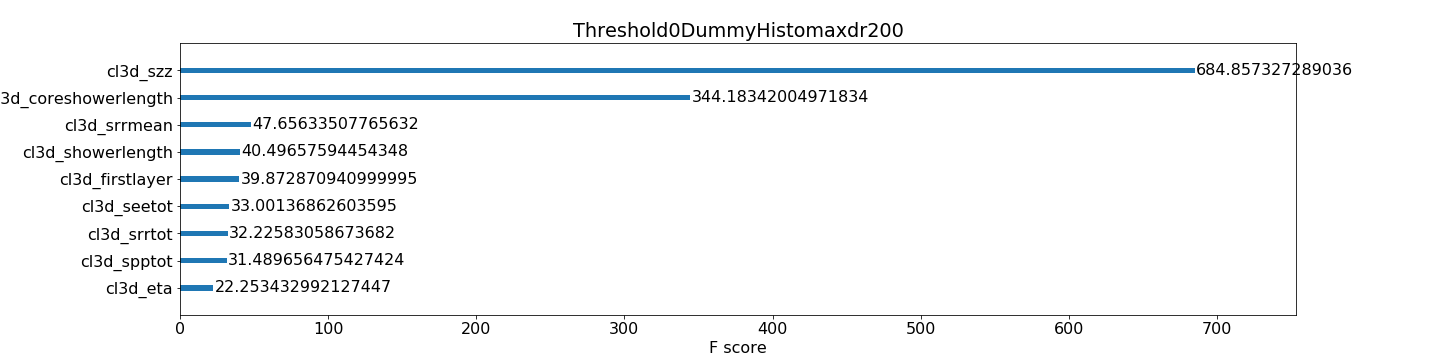 Threshold0DummyHistomaxdr200
cl3d_szz 684.857327289036
3d_coreshowerlength 344.18342004971834
cl3d_srrmean 47.65633507765632
cl3d_showerlength 40.49657594454348
cl3d_firstlayer 39.872870940999995
cl3d_seetot 33.00136862603595
cl3d_srrtot 32.22583058673682
cl3d_spptot 31.489656475427424
cl3d_eta 22.253432992127447
0 100 200 300 400 500 600 700
F score